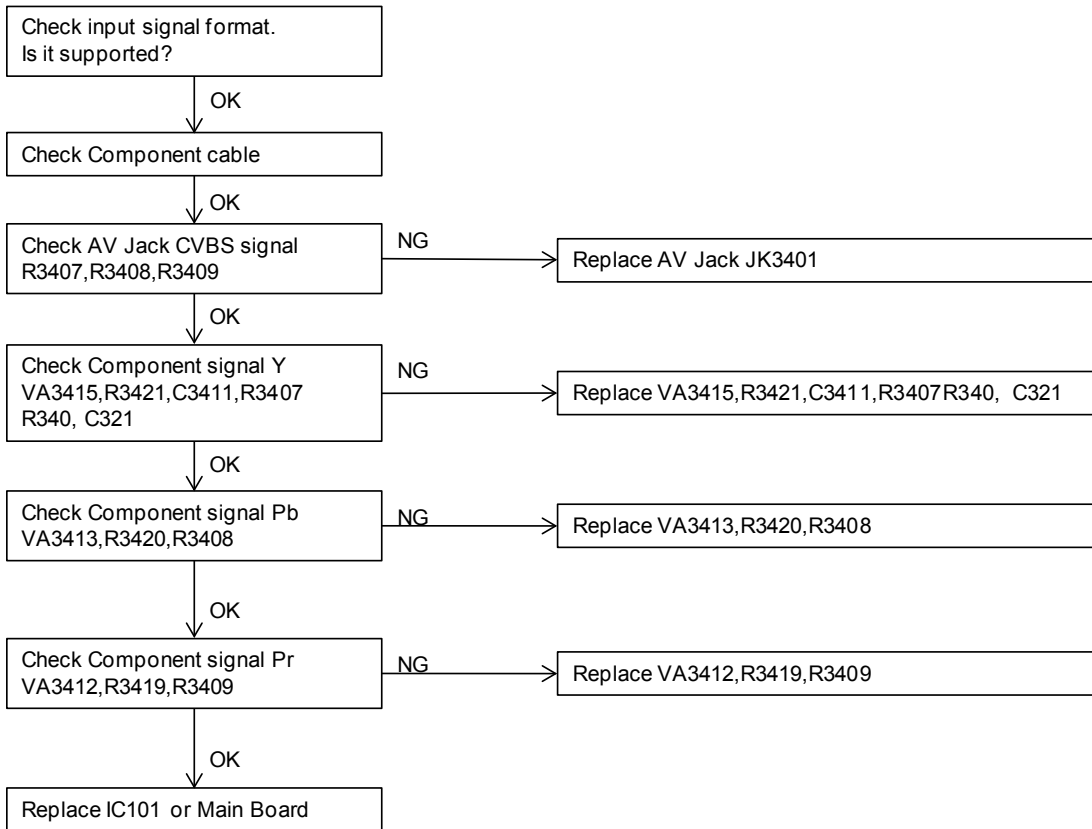 Check input signal format.
Is it supported?
OK
Check Component cable
OK
Check AV Jack CVBS signal
R3407,R3408,R3409
NG
Replace AV Jack JK3401
OK
Check Component signal Y
VA3415,R3421,C3411,R3407
R340, C321
NG
Replace VA3415,R3421,C3411,R3407R340, C321
OK
Check Component signal Pb
VA3413,R3420,R3408
NG
Replace VA3413,R3420,R3408
OK
Check Component signal Pr
VA3412,R3419,R3409
NG
Replace VA3412,R3419,R3409
OK
Replace IC101 or Main Board